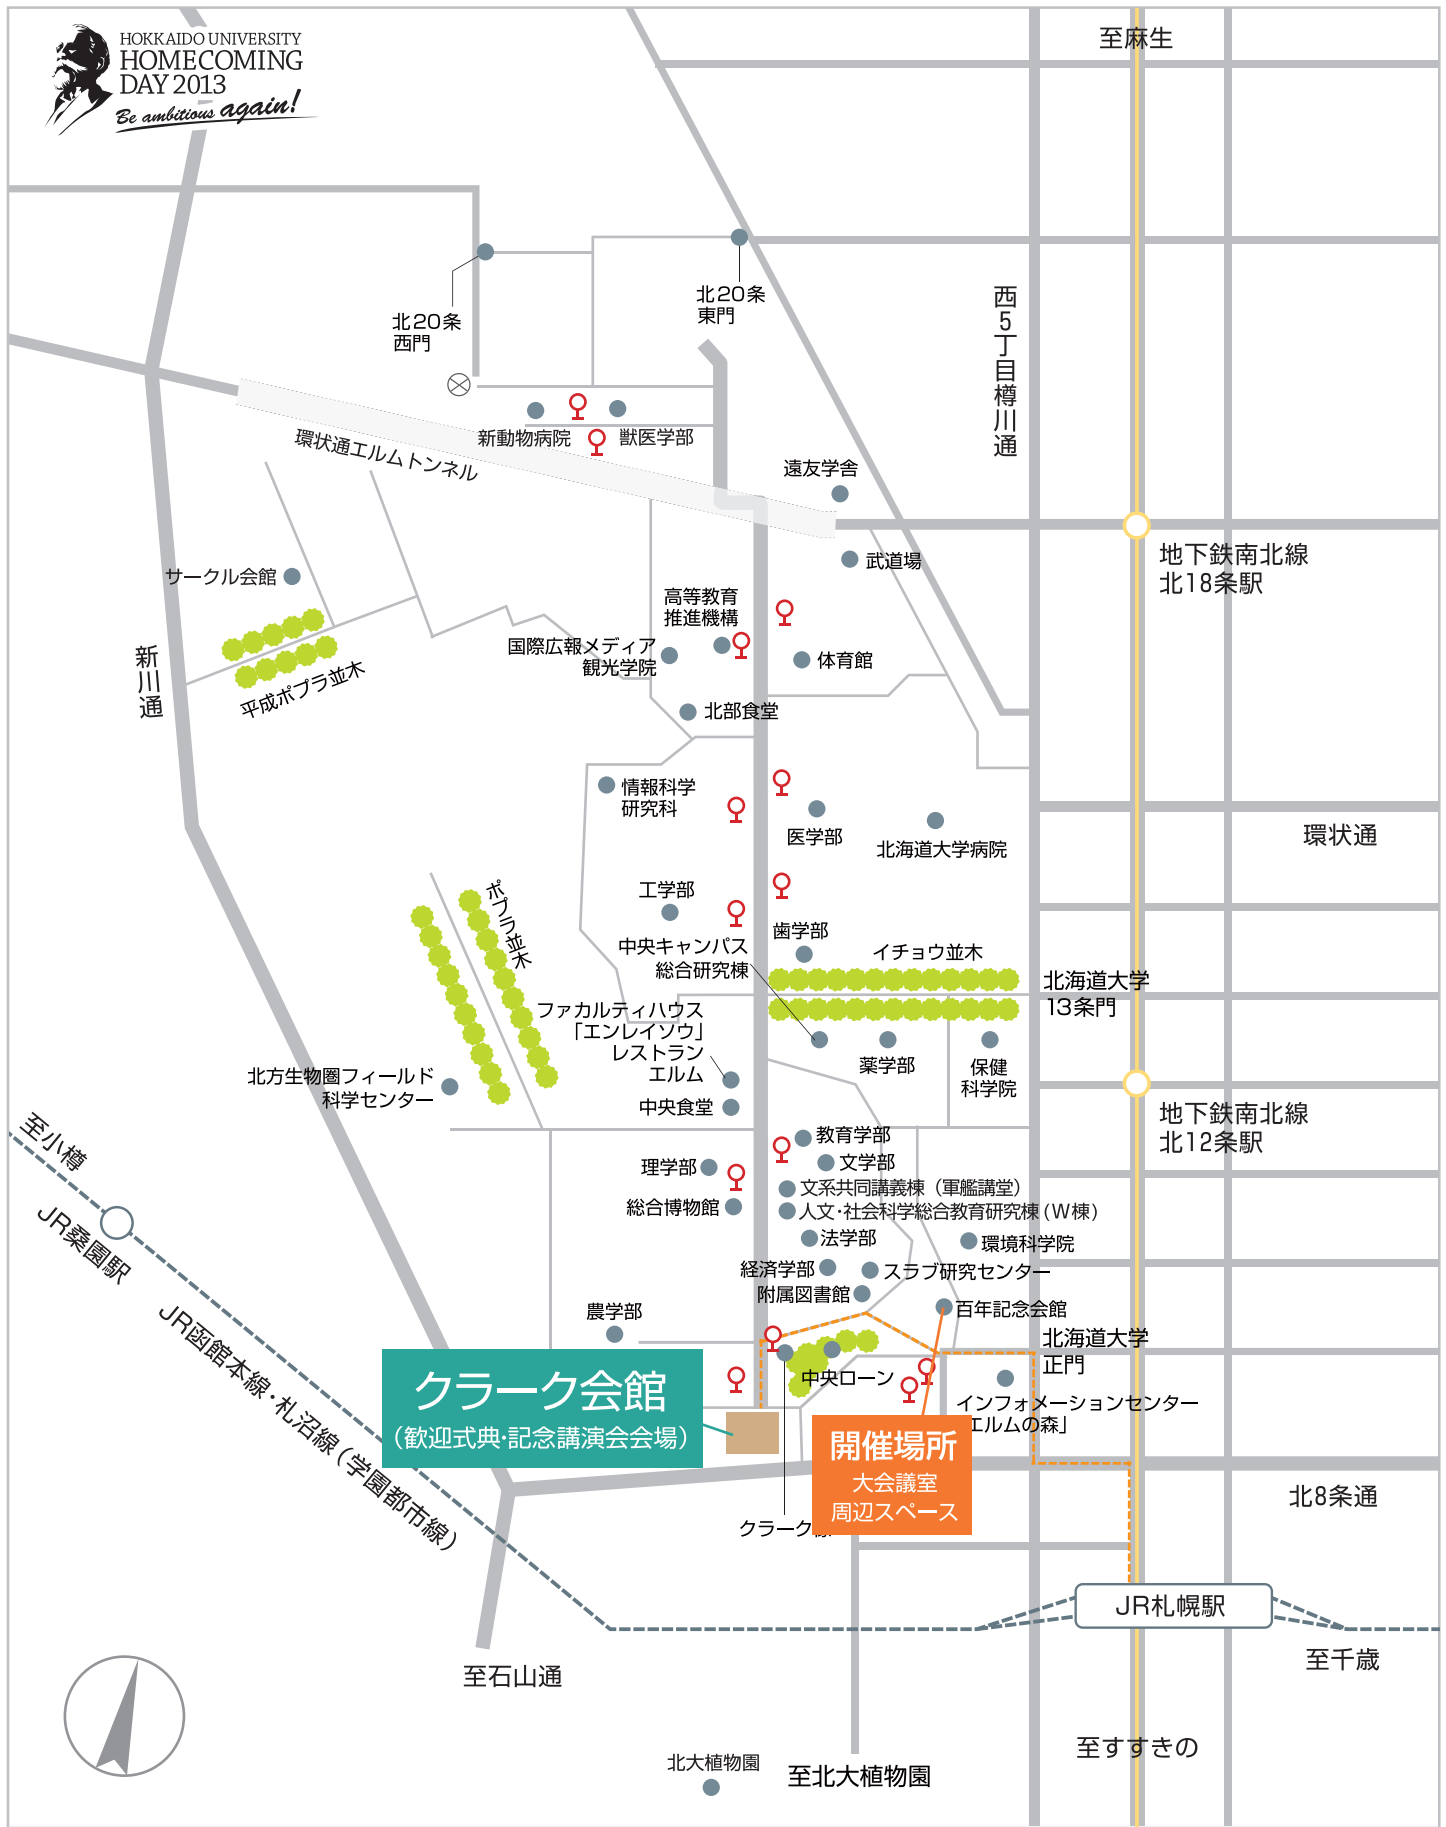 HOKKAIDO UNIVERSITY
HOMECOMING
DAY 2013
Be ambitious again!
至麻生
北20条
東門
北20条
西門
西5丁目樽川通
新動物病院
獣医学部
環状通エルムトンネル
遠友学舎
武道場
地下鉄南北線
北18条駅
サークル会館
高等教育
推進機構
国際広報メディア
観光学院
体育館
新川通
平成ポプラ並木
北部食堂
情報科学
研究科
医学部
北海道大学病院
環状通
工学部
ポプラ並木
歯学部
中央キャンパス
総合研究棟
イチョウ並木
北海道大学
13条門
ファカルティハウス
「エンレイソウ」
レストラン
エルム
薬学部
保健
科学院
北方生物圏フィールド
科学センター
中央食堂
地下鉄南北線
北12条駅
至小樽
教育学部
文学部
理学部
文系共同講義棟（軍艦講堂）
総合博物館
人文・社会科学総合教育研究棟（W棟）
JR桑園駅
法学部
環境科学院
経済学部
スラブ研究センター
附属図書館
農学部
百年記念会館
北海道大学
正門
JR函館本線・札沼線（学園都市線）
中央ローン
クラーク会館
（歓迎式典・記念講演会会場）
インフォメーションセンター
エルムの森」
開催場所
大会議室
周辺スペース
北8条通
クラーク
JR札幌駅
至千歳
至石山通
至すすきの
北大植物園
至北大植物園